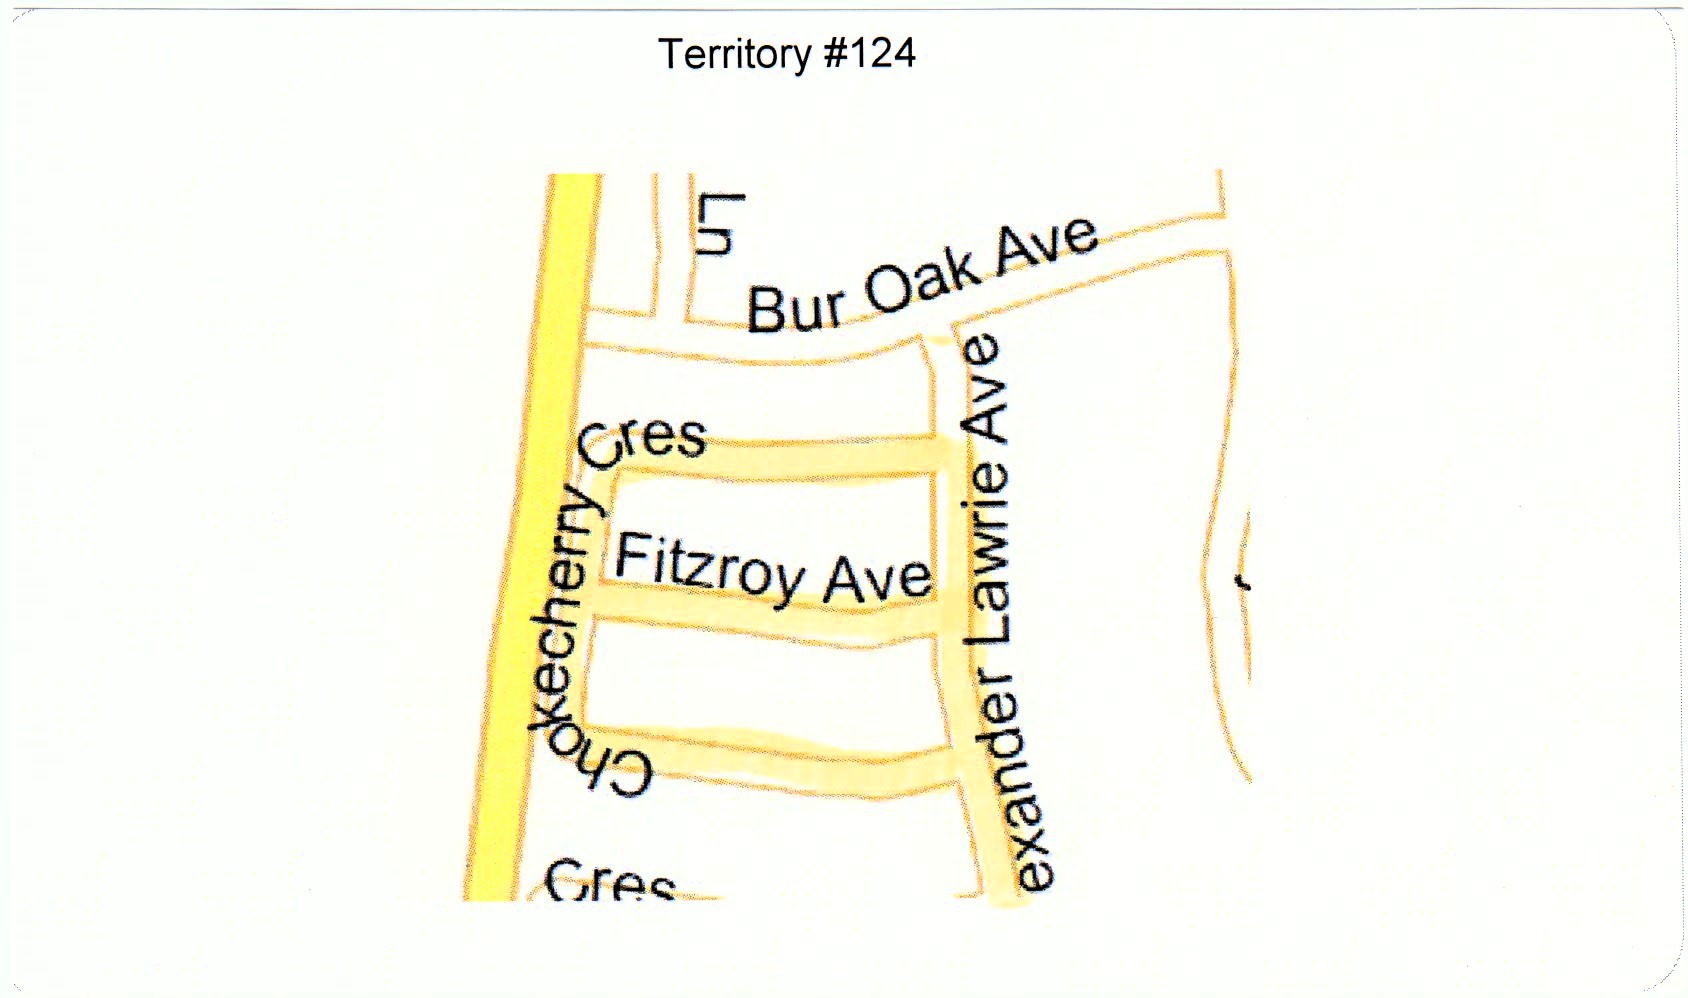 Territory #124
Ln
Bur Oak Ave
Chokecherry Cres
Fitzroy Ave
exander Lawrie Ave
Cres